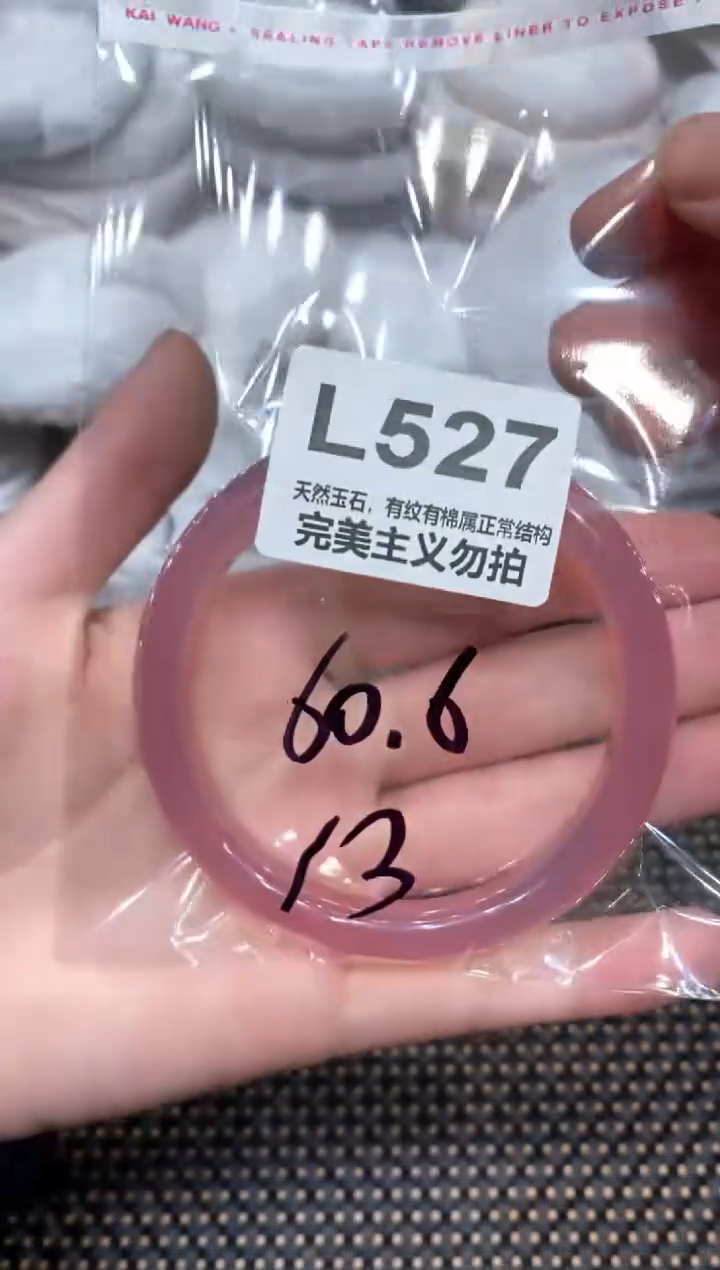 KAI WANG • SEALING TAPE REMOVE LINER TO EXPOSE
L527
天然玉石，有纹有棉属正常结构
完美主义勿拍
60.6
13